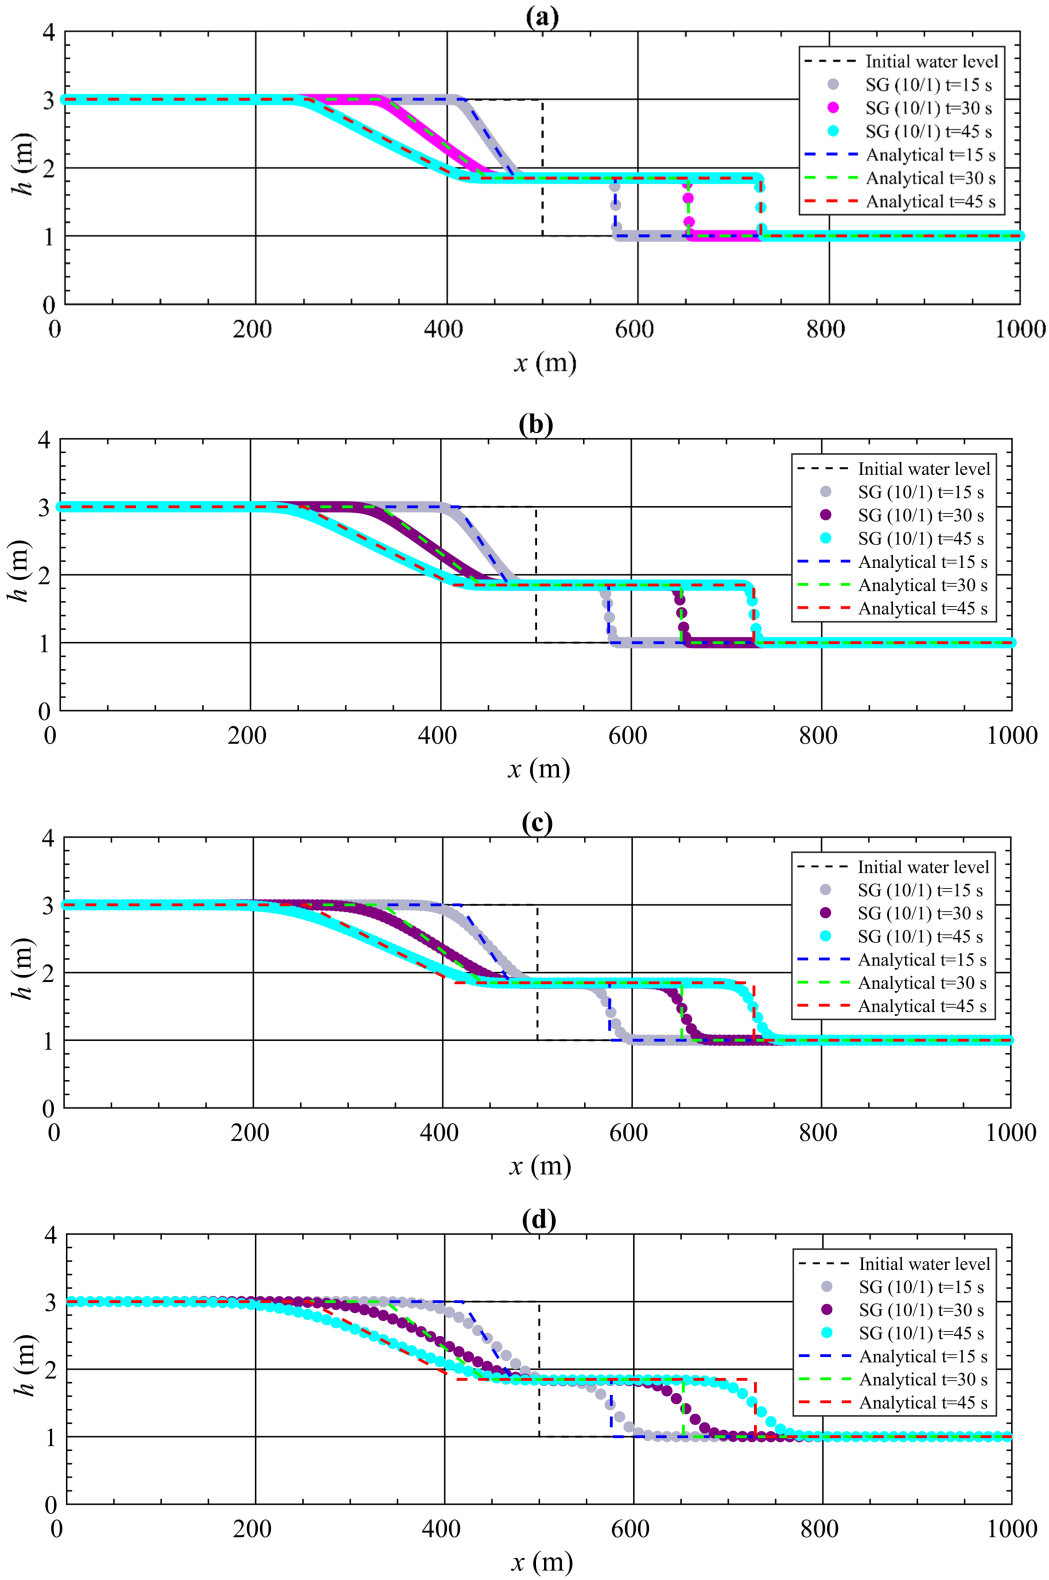 (a)
4
3
2
1
0
h (m)
0 200 400 600 800 1000
x (m)
Initial water level
SG (10/1) t=15 s
SG (10/1) t=30 s
SG (10/1) t=45 s
Analytical t=15 s
Analytical t=30 s
Analytical t=45 s
(b)
4
3
2
1
0
h (m)
0 200 400 600 800 1000
x (m)
Initial water level
SG (10/1) t=15 s
SG (10/1) t=30 s
SG (10/1) t=45 s
Analytical t=15 s
Analytical t=30 s
Analytical t=45 s
(c)
4
3
2
1
0
h (m)
0 200 400 600 800 1000
x (m)
Initial water level
SG (10/1) t=15 s
SG (10/1) t=30 s
SG (10/1) t=45 s
Analytical t=15 s
Analytical t=30 s
Analytical t=45 s
(d)
4
3
2
1
0
h (m)
0 200 400 600 800 1000
x (m)
Initial water level
SG (10/1) t=15 s
SG (10/1) t=30 s
SG (10/1) t=45 s
Analytical t=15 s
Analytical t=30 s
Analytical t=45 s